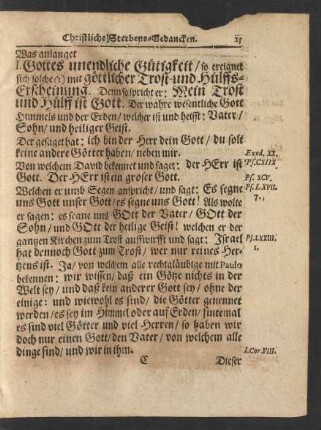 Christliche Sterbens-Gedancken. 25
Was anlanget
I. Gottes unendliche Gütigkeit / so ereignet
sich solche (1) mit göttlicher Trost-und Hülffs-
Erscheinung. Denn spricht er: Mein Trost
und Hülff ist Gott. Der wahre wesentliche Gott
Himmels und der Erden / welcher ist und heisst: Vater /
Sohn / und heiliger Geist.
Der gesagt hat: ich bin der Herr dein Gott / du solt
keine andere Götter haben / neben mir.
Exod. XX.
Von welchem David bekennet und saget: der HErr ist
Ps. CXIIX
Gott. Der HErr ist ein groser Gott.
Ps. XCV.
Welchen er umb Segen anspricht / und sagt: Es segne
Ps. LXVII.
uns Gott unser Gott / es segne uns Gott! Als wolte
7.
er sagen: es segne uns GOtt der Vater / GOtt der
Sohn / und GOtt der heilige Geist! welchen er der
gantzen Kirchen zum Trost auffwirfft und sagt: Israel
Ps. LXXIII.
hat dennoch Gott zum Trost / wer nur reines Her-
1.
tzens ist. Ja / von welchem alle rechtgläubige mit Paulo
bekennen: wir wissen / daß ein Götze nichts in der
Welt sey / und daß kein anderer Gott sey / ohne der
einige: und wiewohl es sind / die Götter genennet
werden / es sey im Himmel oder auf Erden / sintemal
es sind viel Götter und viel Herren / so haben wir
doch nur einen Gott / den Vater / von welchem alle
dinge sind / und wir in ihm.
I. Cor. VIII.
C Dieser